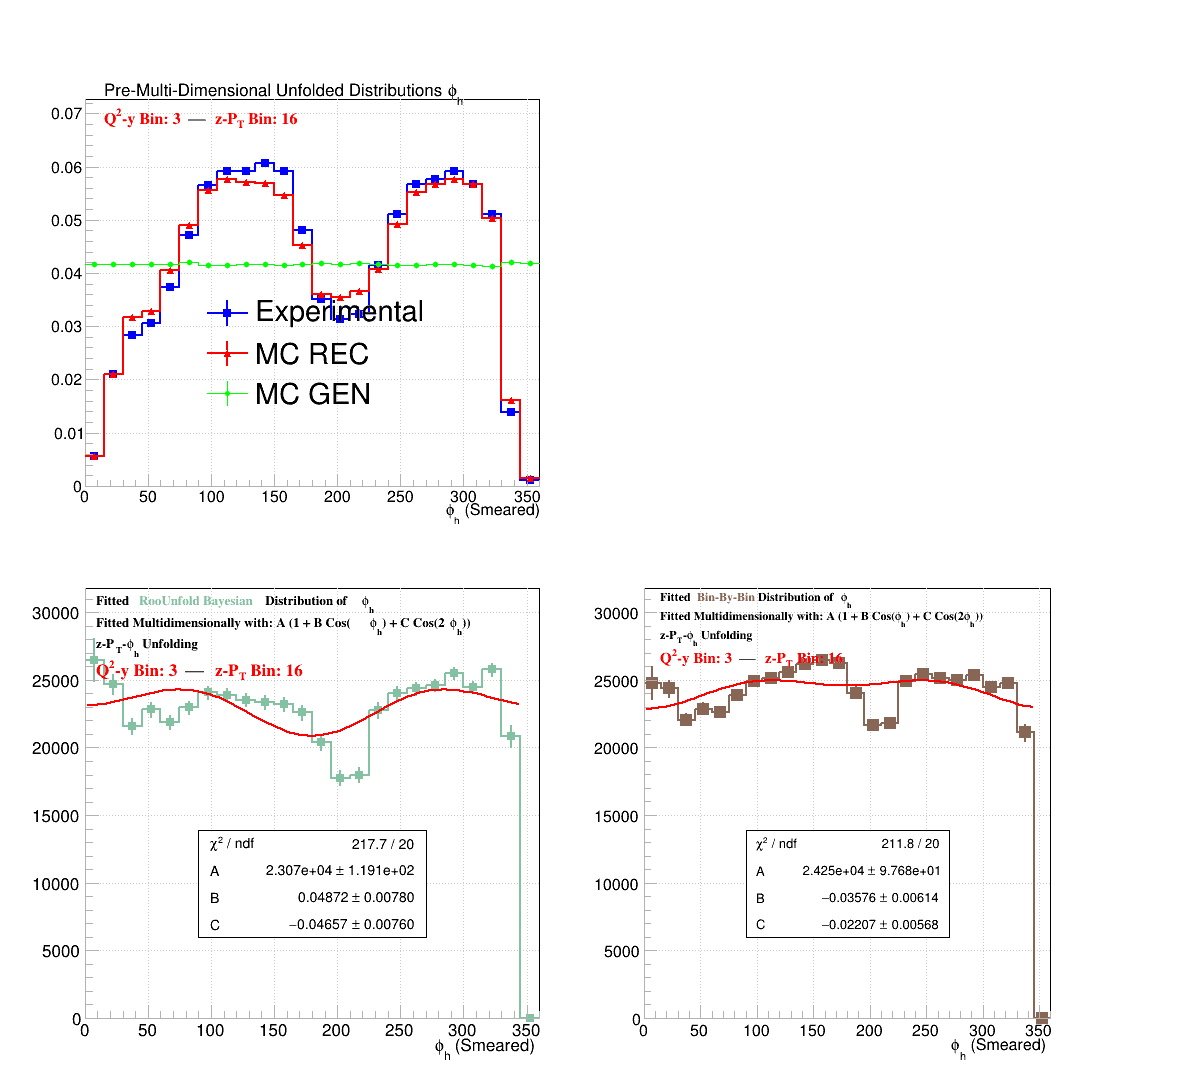 Pre-Multi-Dimensional Unfolded Distributions ϕh
Q²-y Bin: 3 — z-PT Bin: 16
0.07
0.06
0.05
0.04
0.03
0.02
0.01
0
Experimental
MC REC
MC GEN
0 50 100 150 200 250 300 350
ϕh (Smeared)
Fitted RooUnfold Bayesian Distribution of ϕh
Fitted Multidimensionally with: A (1 + B Cos( ϕh) + C Cos(2 ϕh))
z-PT-ϕh Unfolding
Q²-y Bin: 3 — z-PT Bin: 16
30000
25000
20000
15000
10000
5000
0
χ² / ndf 217.7 / 20
A 2.307e+04 ± 1.191e+02
B 0.04872 ± 0.00780
C −0.04657 ± 0.00760
0 50 100 150 200 250 300 350
ϕh (Smeared)
Fitted Bin-By-Bin Distribution of ϕh
Fitted Multidimensionally with: A (1 + B Cos(ϕh) + C Cos(2ϕh))
z-PT-ϕh Unfolding
Q²-y Bin: 3 — z-PT Bin: 16
30000
25000
20000
15000
10000
5000
0
χ² / ndf 211.8 / 20
A 2.425e+04 ± 9.768e+01
B −0.03576 ± 0.00614
C −0.02207 ± 0.00568
0 50 100 150 200 250 300 350
ϕh (Smeared)